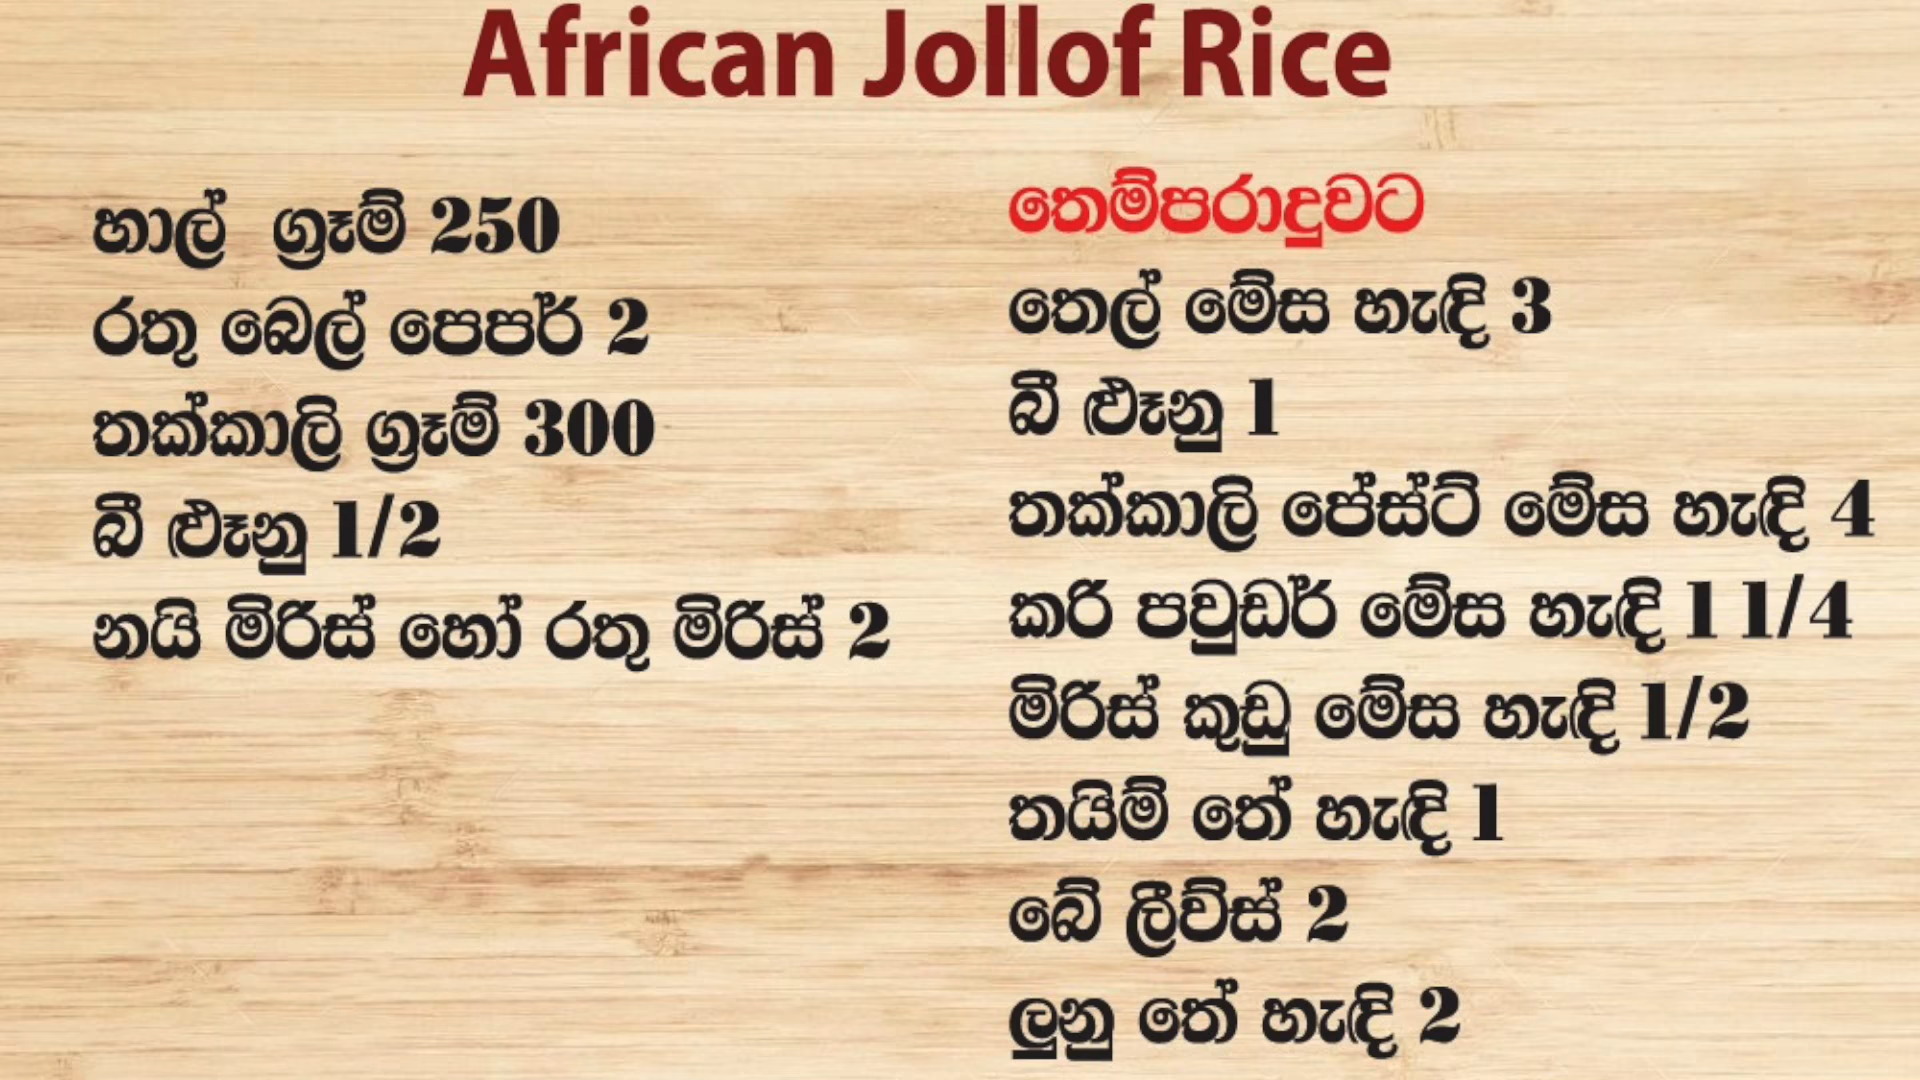 African Jollof Rice
හාල් ග්‍රෑම් 250
රතු බෙල් පෙපර් 2
තක්කාලි ග්‍රෑම් 300
බී ළූනු 1/2
නයි මිරිස් හෝ රතු මිරිස් 2
තෙම්පරාදුවට
තෙල් මේස හැඳි 3
බී ළූනු 1
තක්කාලි පේස්ට් මේස හැඳි 4
කරි පවුඩර් මේස හැඳි 1 1/4
මිරිස් කුඩු මේස හැඳි 1/2
තයිම් තේ හැඳි 1
බේ ලීව්ස් 2
ලුනු තේ හැඳි 2